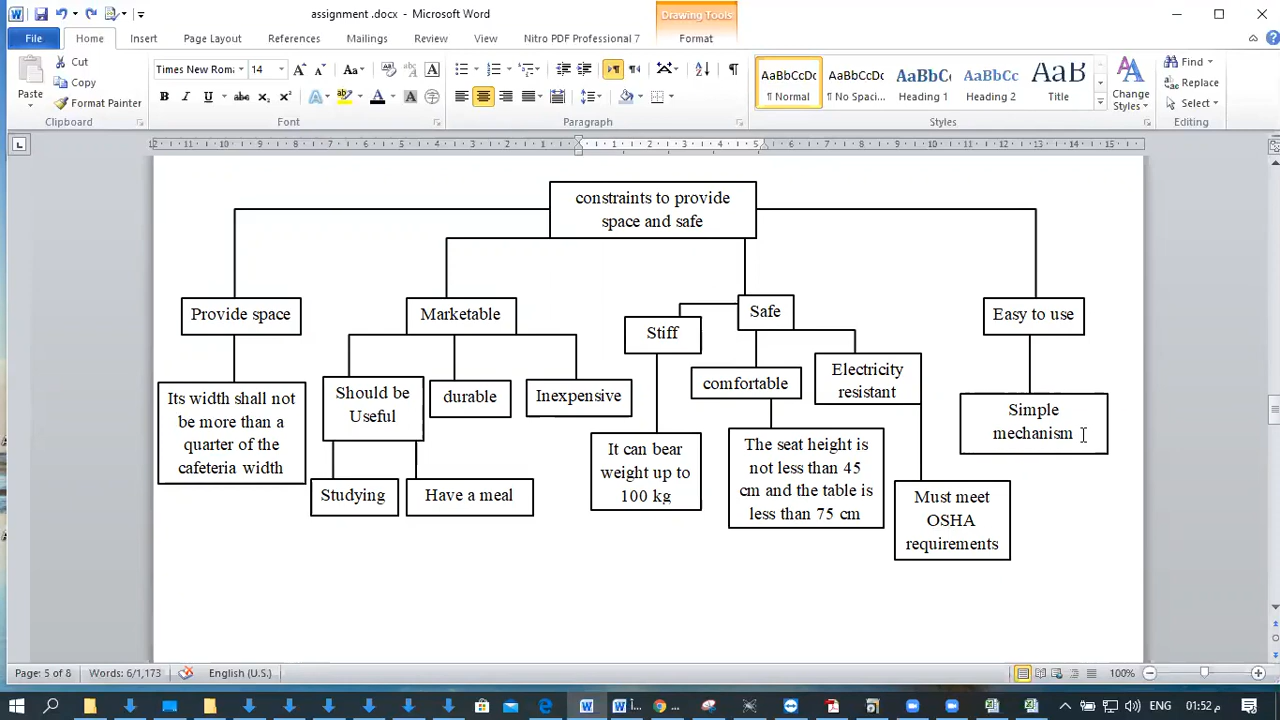 assignment .docx - Microsoft Word
Drawing Tools
File
Home
Insert
Page Layout
References
Mailings
Review
View
Nitro PDF Professional 7
Format
Paste
Cut
Copy
Format Painter
Clipboard
Times New Rom
14
Font
Paragraph
AaBbCcDc
¶ Normal
AaBbCcDc
¶ No Spaci...
AaBbC
Heading 1
AaBbCc
Heading 2
AaB
Title
Change
Styles
Styles
Find
Replace
Select
Editing
constraints to provide
space and safe
Provide space
Marketable
Stiff
Safe
Easy to use
Its width shall not
be more than a
quarter of the
cafeteria width
Should be
Useful
durable
Inexpensive
comfortable
Electricity
resistant
Simple
mechanism
Studying
Have a meal
It can bear
weight up to
100 kg
The seat height is
not less than 45
cm and the table is
less than 75 cm
Must meet
OSHA
requirements
Page: 5 of 8
Words: 6/1,173
English (U.S.)
100%
ENG
01:52 م